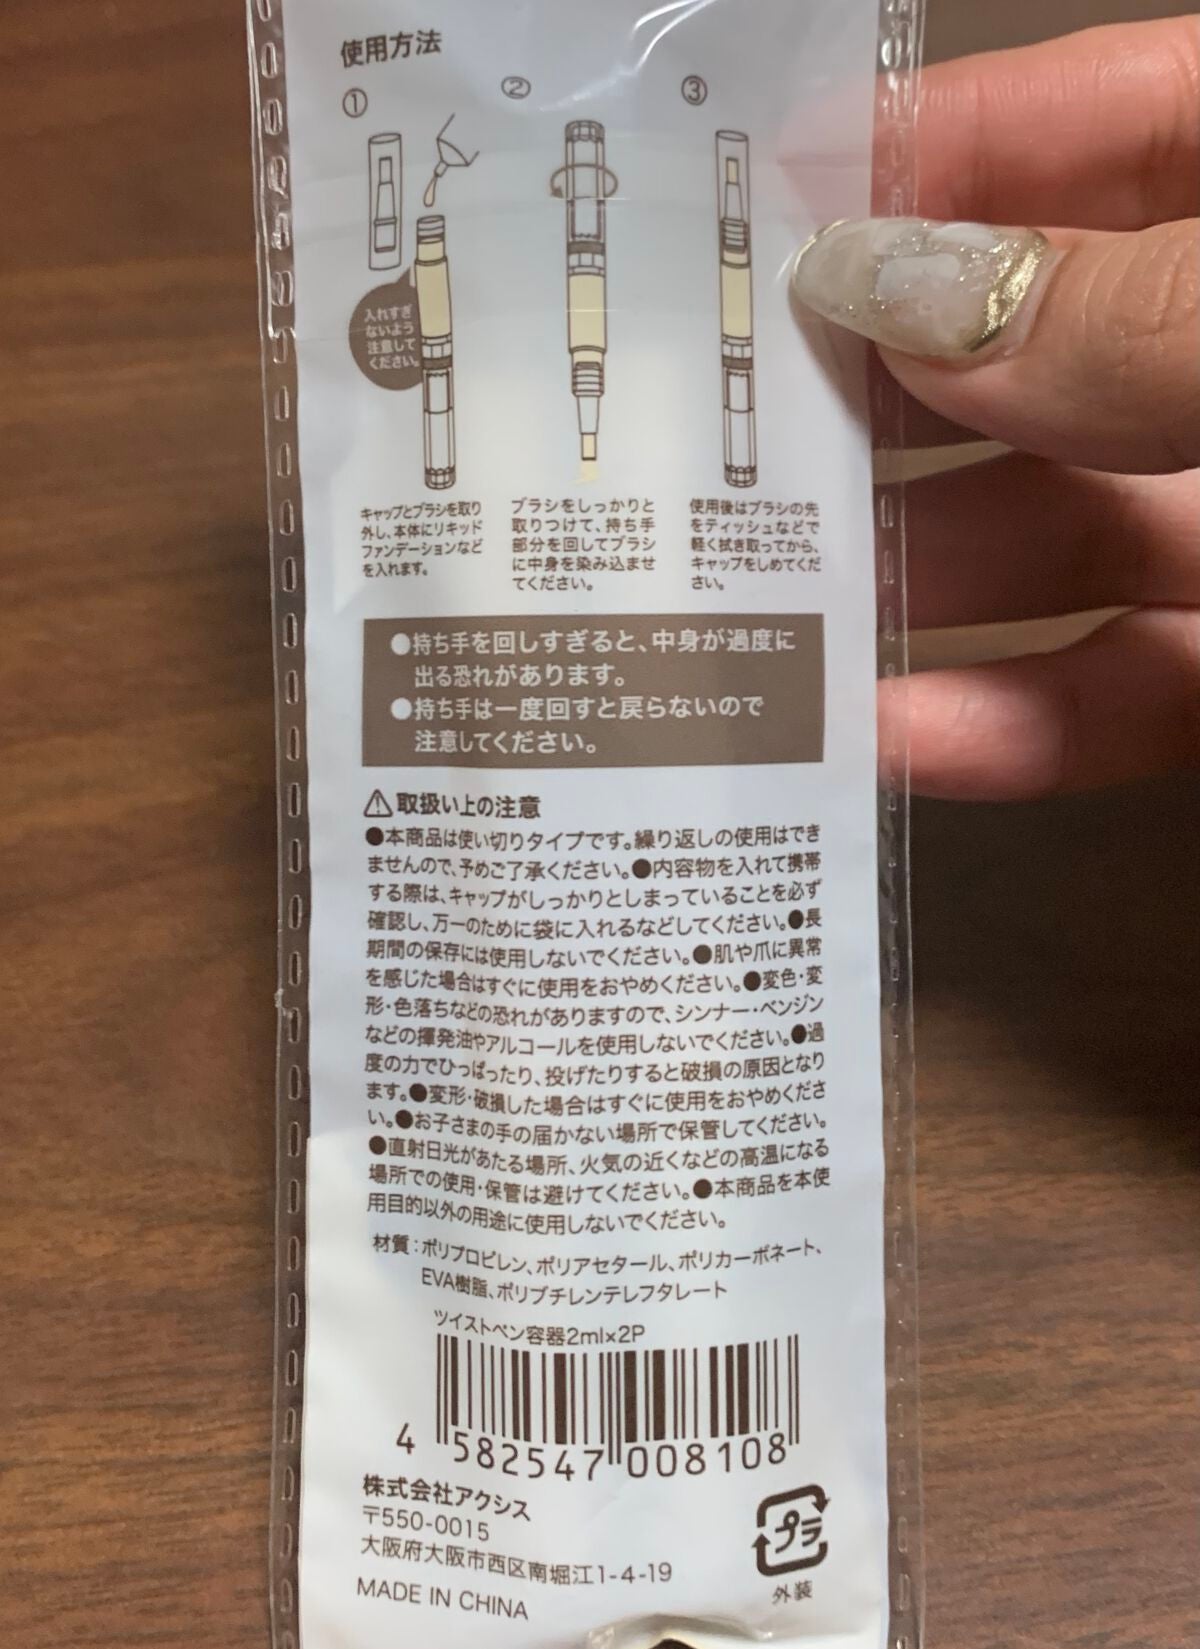 使用方法
①
②
③
入れすぎ
ないよう
注意して
ください。
キャップとブラシを取り
外し、本体にリキッド
ファンデーションなど
を入れます。
ブラシをしっかりと
取りつけて、持ち手
部分を回してブラシ
に中身を染み込ませ
てください。
使用後はブラシの先
をティッシュなどで
軽く拭き取ってから、
キャップをしめてくだ
さい。
●持ち手を回しすぎると、中身が過度に
出る恐れがあります。
●持ち手は一度回すと戻らないので
注意してください。
⚠取扱い上の注意
●本商品は使い切りタイプです。繰り返しの使用はでき
ませんので、予めご了承ください。●内容物を入れて携帯
する際は、キャップがしっかりとしまっていることを必ず
確認し、万一のために袋に入れるなどしてください。●長
期間の保存には使用しないでください。●肌や爪に異常
を感じた場合はすぐに使用をおやめください。●変色・変
形・色落ちなどの恐れがありますので、シンナー・ベンジン
などの揮発油やアルコールを使用しないでください。●過
度の力でひっぱったり、投げたりすると破損の原因となり
ます。●変形・破損した場合はすぐに使用をおやめくださ
い。●お子さまの手の届かない場所で保管してください。
●直射日光があたる場所、火気の近くなどの高温になる
場所での使用・保管は避けてください。●本商品を本使
用目的以外の用途に使用しないでください。
材質：ポリプロピレン、ポリアセタール、ポリカーボネート、
EVA樹脂、ポリブチレンテレフタレート
ツイストペン容器2ml×2P
4 582547 008108
株式会社アクシス
〒550-0015
大阪府大阪市西区南堀江1-4-19
MADE IN CHINA
プラ
外装